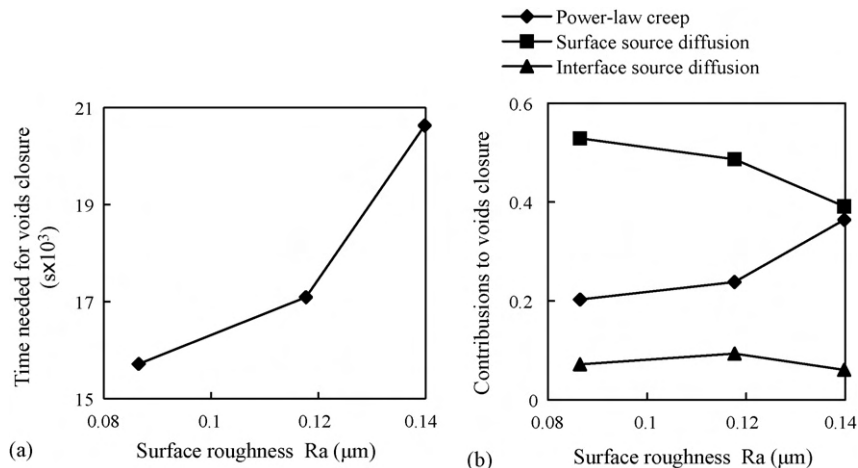 Power-law creep
Surface source diffusion
Interface source diffusion
Time needed for voids closure
(s×10³)
21
19
17
15
0.08
0.1
0.12
0.14
(a)
Surface roughness Ra (μm)
Contribusions to voids closure
0.6
0.4
0.2
0
0.08
0.1
0.12
0.14
(b)
Surface roughness Ra (μm)